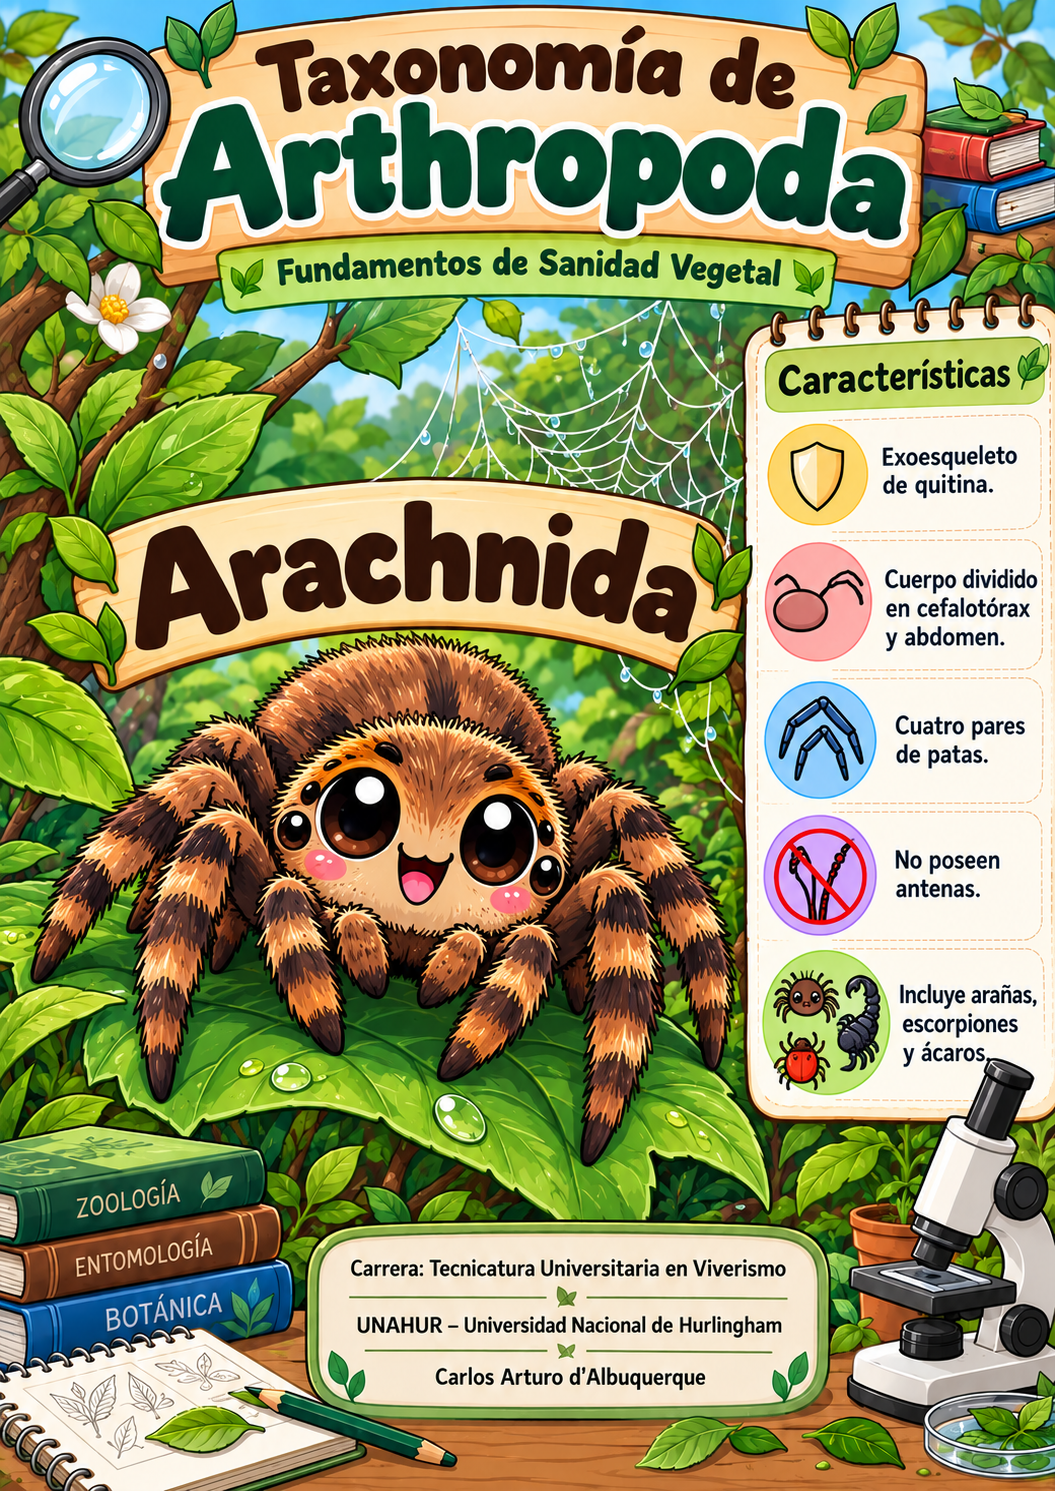 Taxonomía de
Arthropoda
Fundamentos de Sanidad Vegetal
Características
Exoesqueleto
de quitina.
Cuerpo dividido
en cefalotórax
y abdomen.
Cuatro pares
de patas.
No poseen
antenas.
Incluye arañas,
escorpiones
y ácaros.
Arachnida
ZOOLOGÍA
ENTOMOLOGÍA
BOTÁNICA
Carrera: Tecnicatura Universitaria en Viverismo
UNAHUR – Universidad Nacional de Hurlingham
Carlos Arturo d'Albuquerque